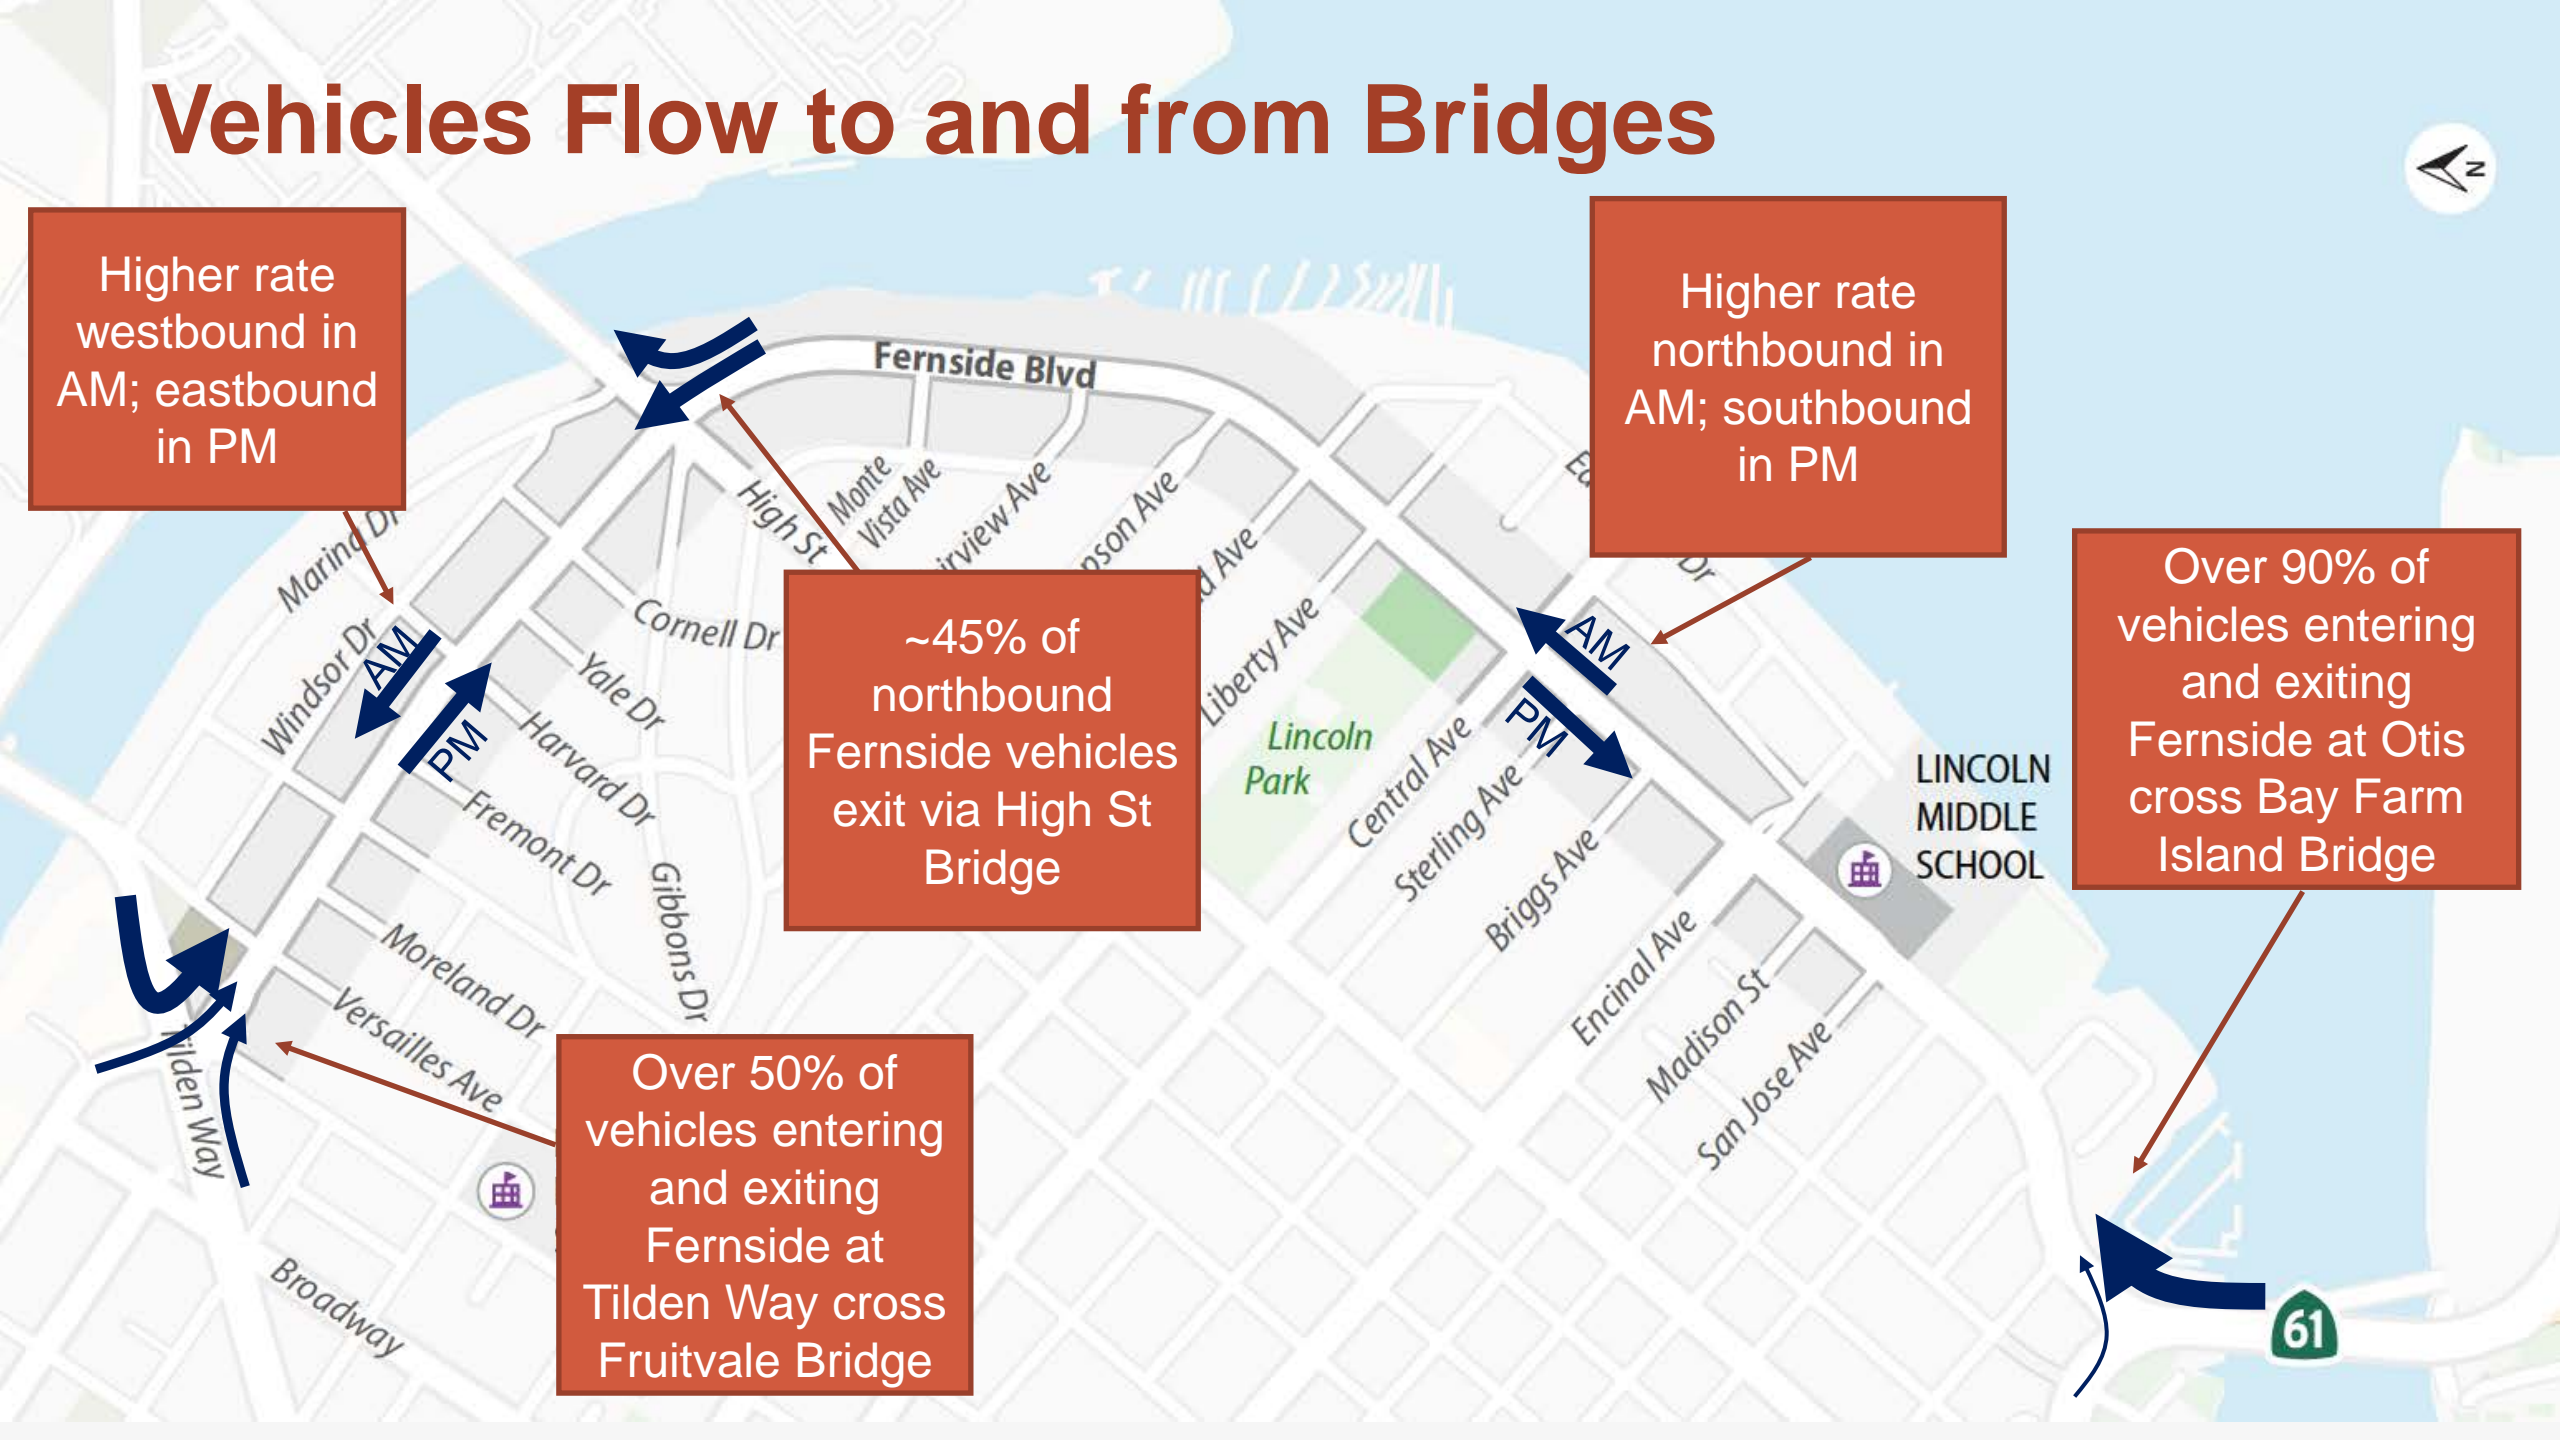 Vehicles Flow to and from Bridges
N
Higher rate
westbound in
AM; eastbound
in PM
Higher rate
northbound in
AM; southbound
in PM
Over 90% of
vehicles entering
and exiting
Fernside at Otis
cross Bay Farm
Island Bridge
~45% of
northbound
Fernside vehicles
exit via High St
Bridge
Over 50% of
vehicles entering
and exiting
Fernside at
Tilden Way cross
Fruitvale Bridge
Fernside Blvd
High St
Monte
Vista Ave
Marina Dr
Windsor Dr
AM
PM
Cornell Dr
Yale Dr
Harvard Dr
Fremont Dr
Gibbons Dr
Moreland Dr
Versailles Ave
Tilden Way
Broadway
Ave
Liberty Ave
Lincoln
Park
Central Ave
Sterling Ave
Briggs Ave
Encinal Ave
Madison St
San Jose Ave
AM
PM
Dr
LINCOLN
MIDDLE
SCHOOL
61